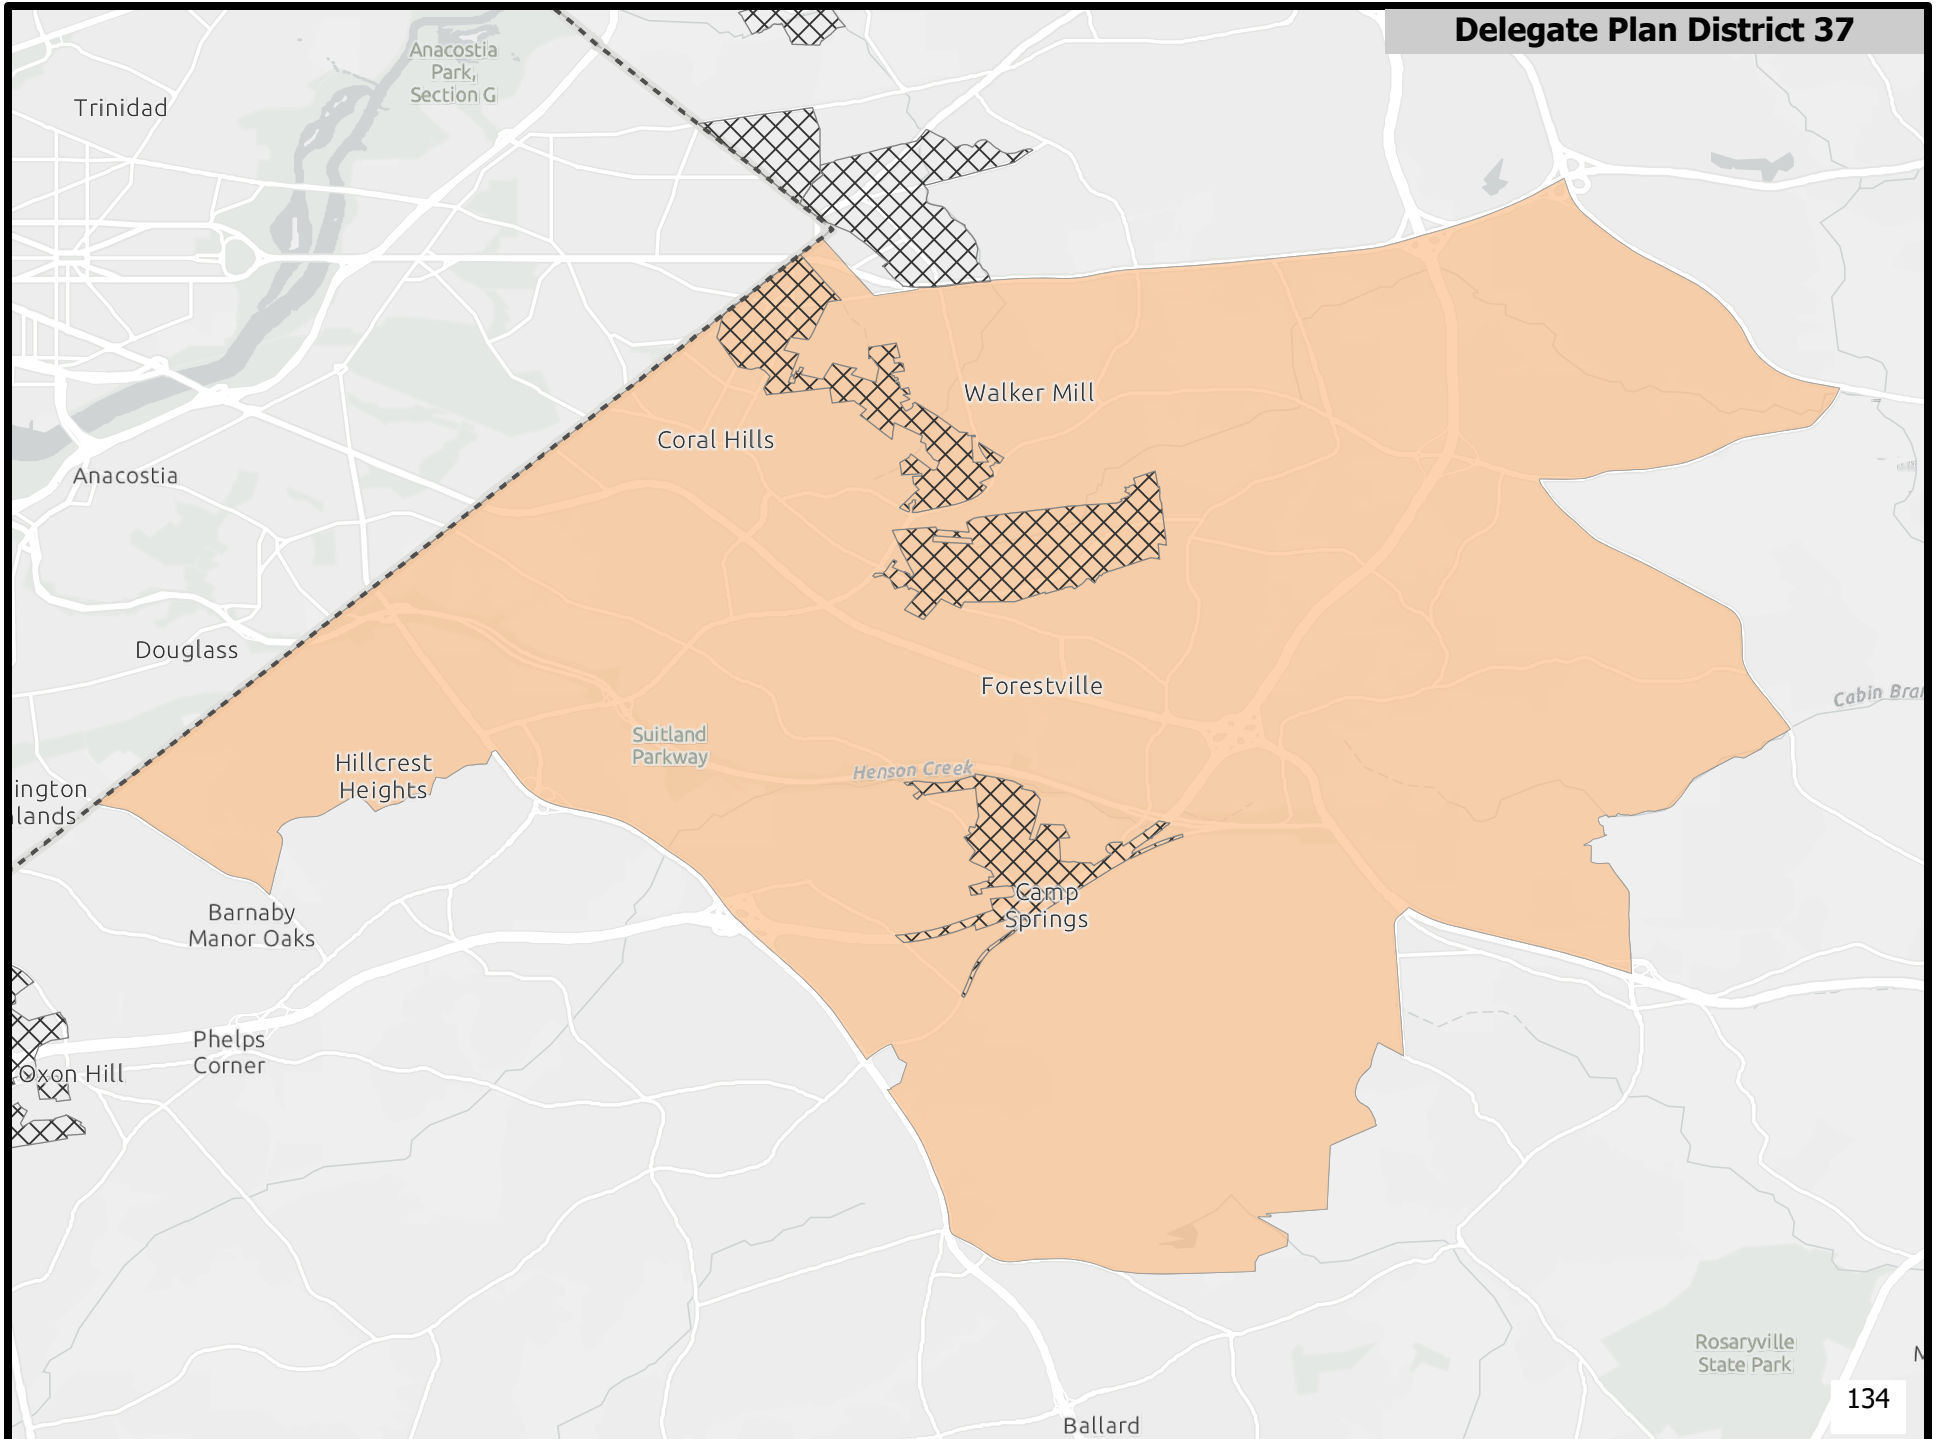 Delegate Plan District 37
Anacostia
Park,
Section G
Trinidad
Walker Mill
Coral Hills
Anacostia
Douglass
Forestville
Cabin Bran
Suitland
Parkway
Hillcrest
Heights
Henson Creek
ington
lands
Camp
Springs
Barnaby
Manor Oaks
Phelps
Corner
Oxon Hill
Rosaryville
State Park
M
134
Ballard